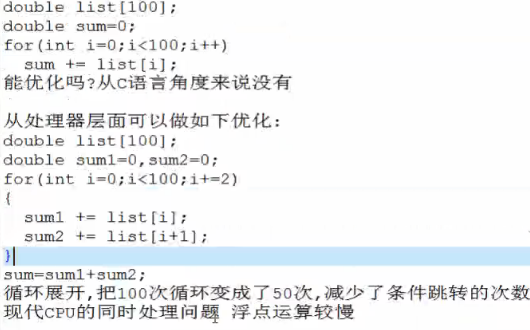 double list[100];
double sum=0;
for(int i=0;i<100;i++)
  sum += list[i];
能优化吗?从C语言角度来说没有
从处理器层面可以做如下优化:
double list[100];
double sum1=0,sum2=0;
for(int i=0;i<100;i+=2)
{
  sum1 += list[i];
  sum2 += list[i+1];
}
sum=sum1+sum2;
循环展开,把100次循环变成了50次,减少了条件跳转的次数
现代CPU的同时处理问题 浮点运算较慢